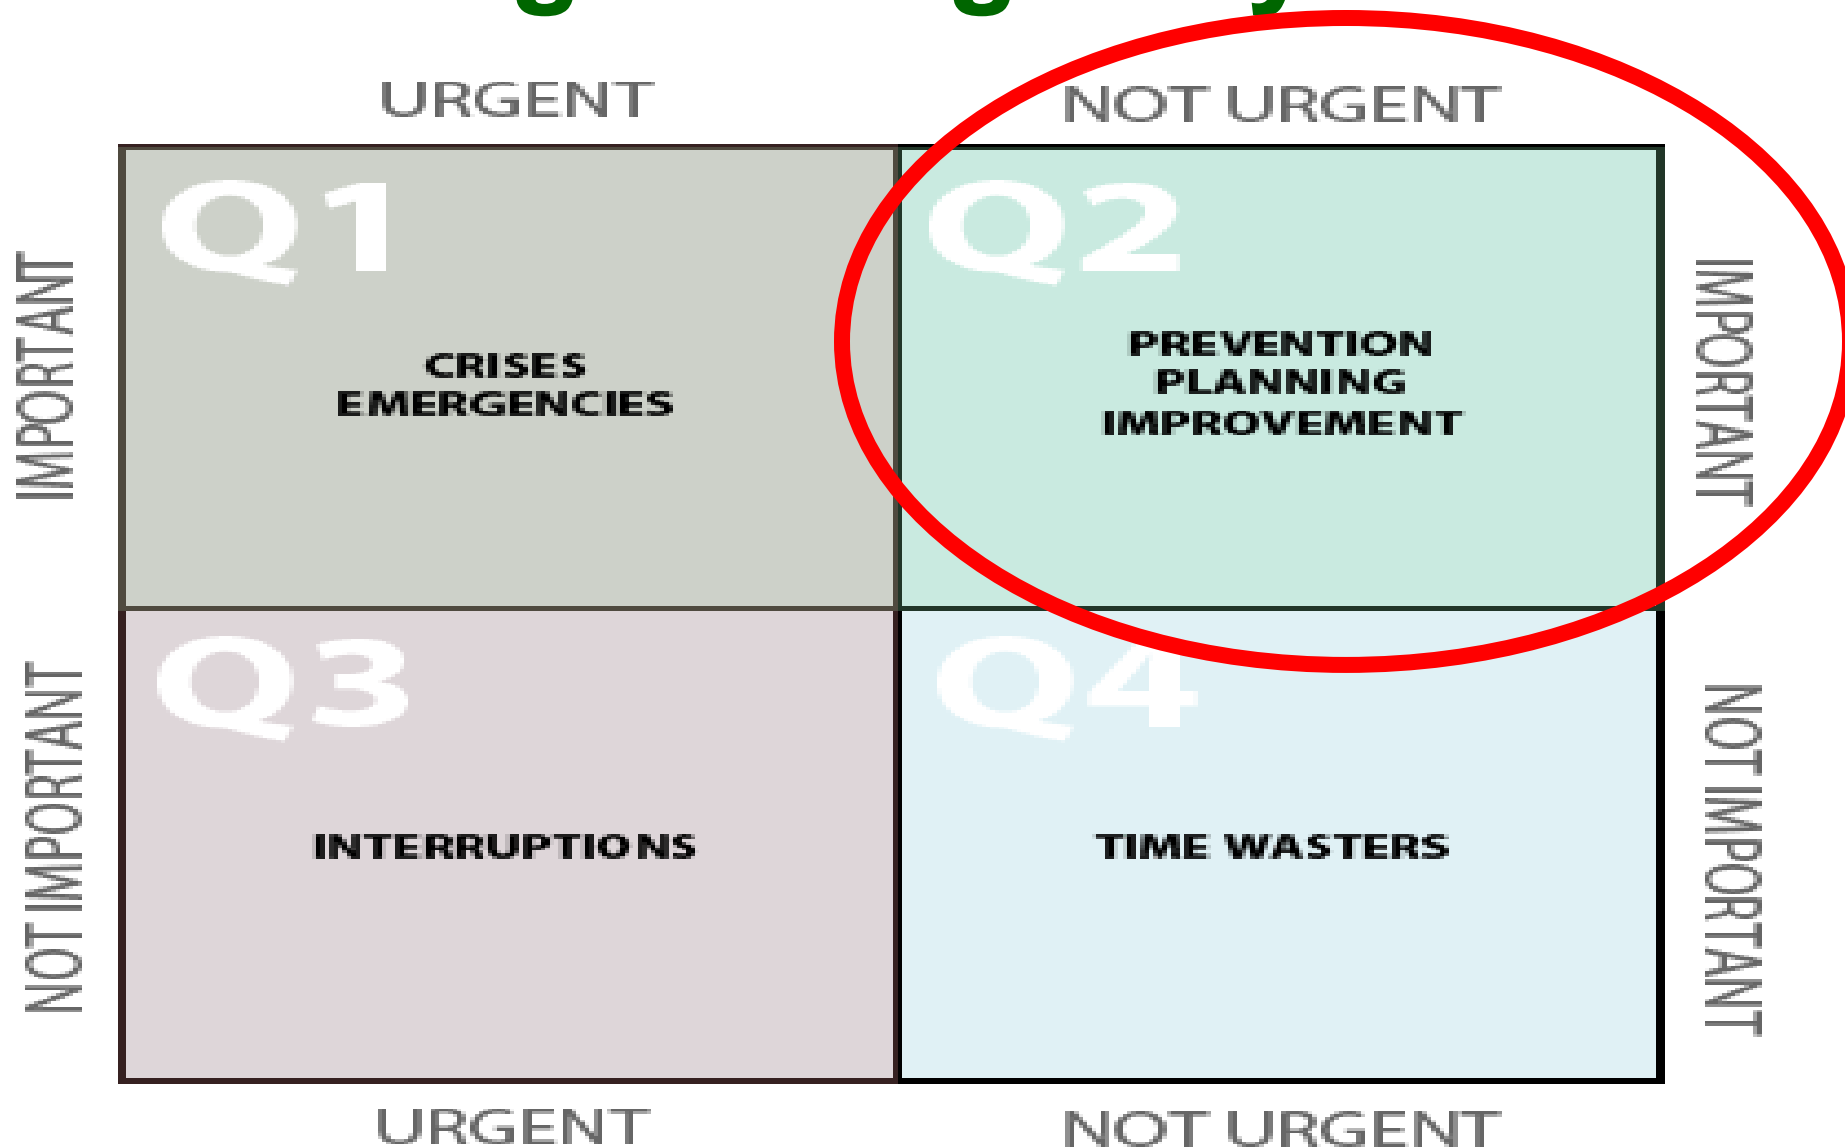 URGENT
NOT URGENT
IMPORTANT
Q1
CRISES
EMERGENCIES
Q2
PREVENTION
PLANNING
IMPROVEMENT
IMPORTANT
NOT IMPORTANT
Q3
INTERRUPTIONS
Q4
TIME WASTERS
NOT IMPORTANT
URGENT
NOT URGENT